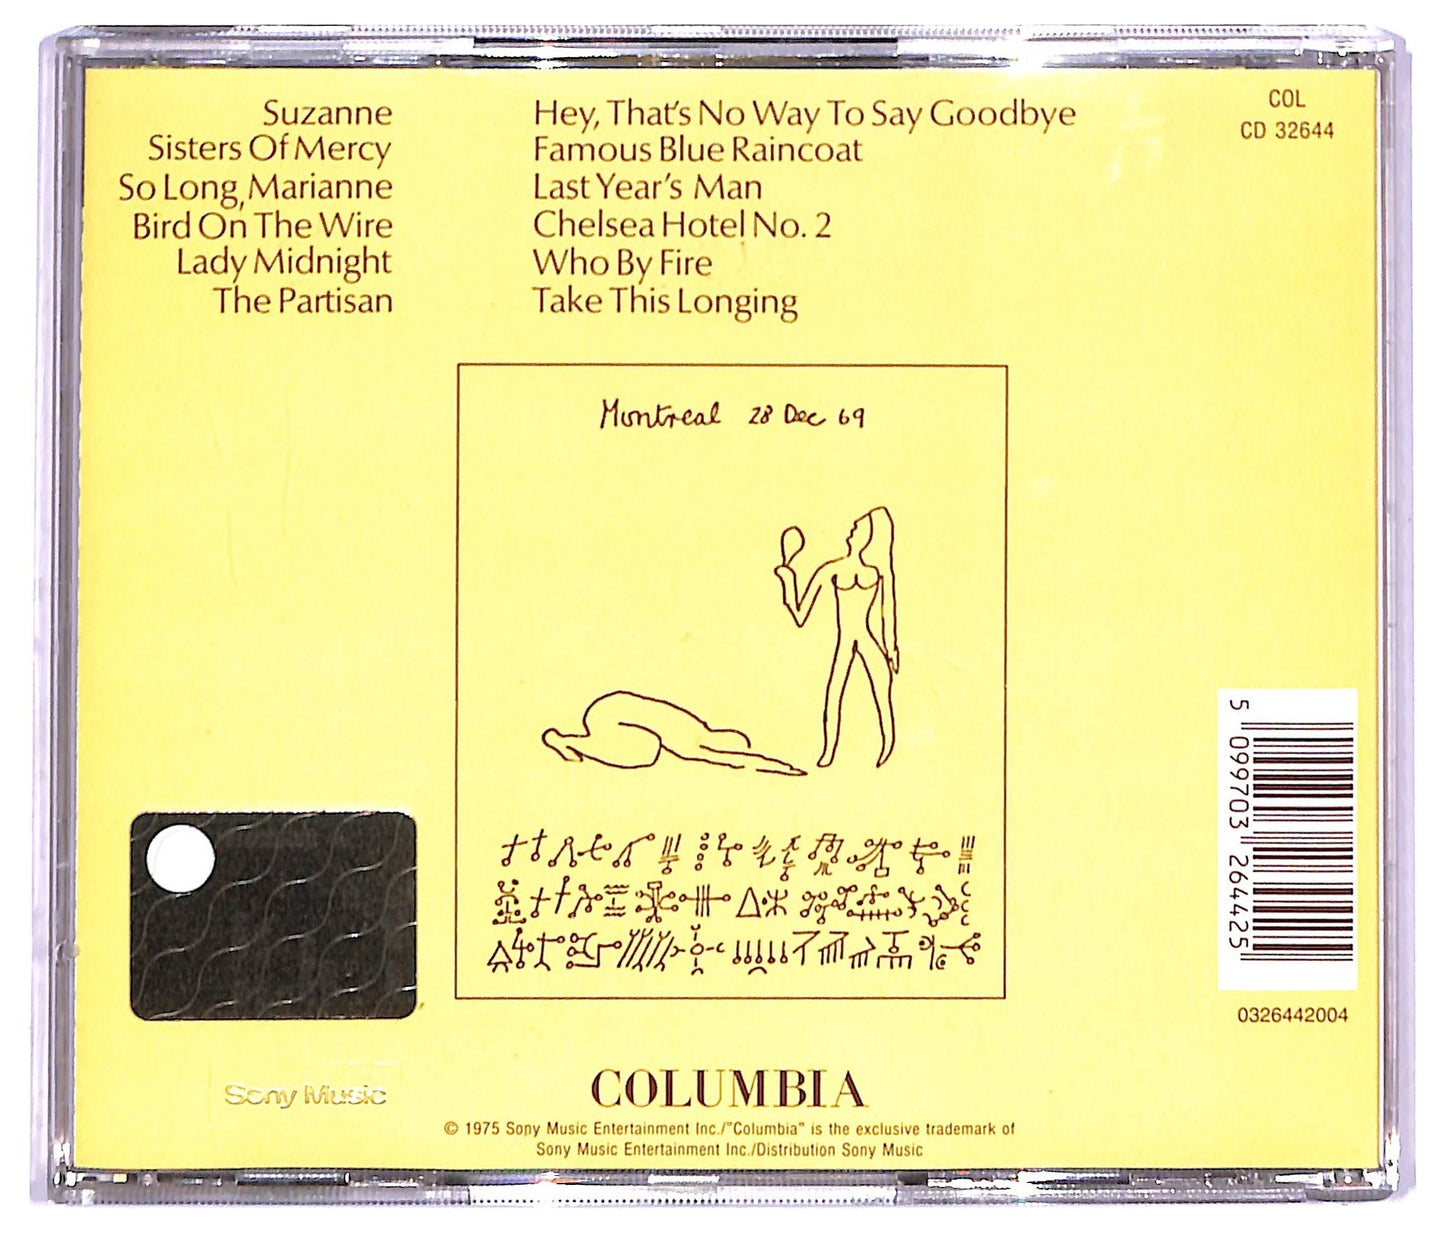 Suzanne
Sisters Of Mercy
So Long, Marianne
Bird On The Wire
Lady Midnight
The Partisan
Hey, That's No Way To Say Goodbye
Famous Blue Raincoat
Last Year's Man
Chelsea Hotel No. 2
Who By Fire
Take This Longing
COL
CD 32644
Montreal 28 Dec 69
5 099703 264425
0326442004
Sony Music
COLUMBIA
© 1975 Sony Music Entertainment Inc./"Columbia" is the exclusive trademark of
Sony Music Entertainment Inc./Distribution Sony Music